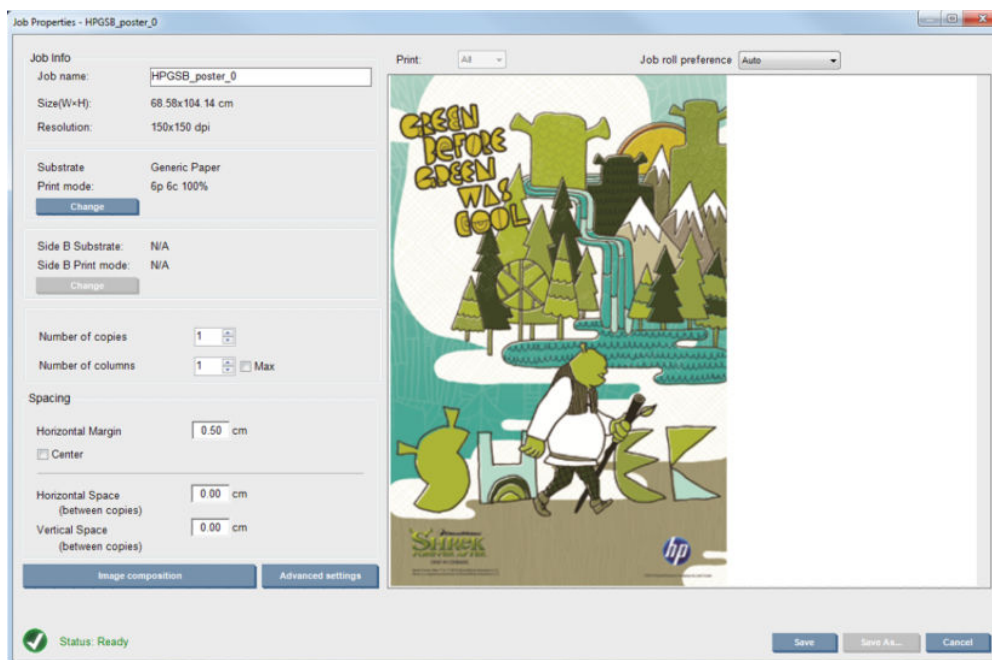 Job Properties - HPGSB_poster_0
Job Info
Job name: HPGSB_poster_0
Size(W×H): 68.58x104.14 cm
Resolution: 150x150 dpi
Substrate Generic Paper
Print mode: 6p 6c 100%
Change
Side B Substrate: N/A
Side B Print mode: N/A
Change
Number of copies 1
Number of columns 1 Max
Spacing
Horizontal Margin 0.50 cm
Center
Horizontal Space 0.00 cm
(between copies)
Vertical Space 0.00 cm
(between copies)
Image composition Advanced settings
Print: All Job roll preference Auto
GREEN
BEFORE
GREEN
WAS
COOL
SHREK
SHREK
hp
Status: Ready
Save Save As... Cancel